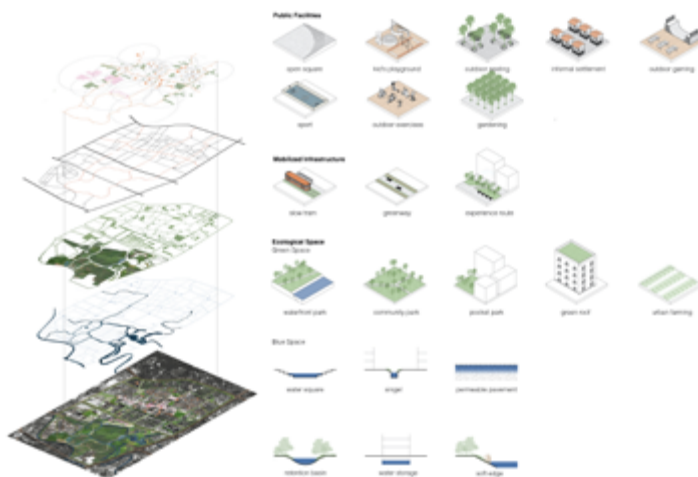 Public Facilities
open square
kid's playground
outdoor seating
informal settlement
outdoor gaming
sport
outdoor exercises
gardening
Mobilized Infrastructure
slow tram
greenway
experience route
Ecological Space
Green Space
waterfront park
community park
pocket park
green roof
urban farming
Blue Space
water square
permeable pavement
retention basin
water storage
soft edge